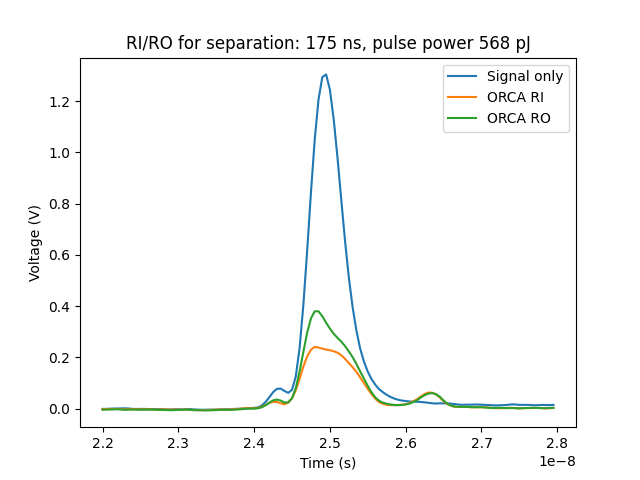 RI/RO for separation: 175 ns, pulse power 568 pJ
Signal only
ORCA RI
ORCA RO
Voltage (V)
1.2
1.0
0.8
0.6
0.4
0.2
0.0
2.2 2.3 2.4 2.5 2.6 2.7 2.8
1e−8
Time (s)